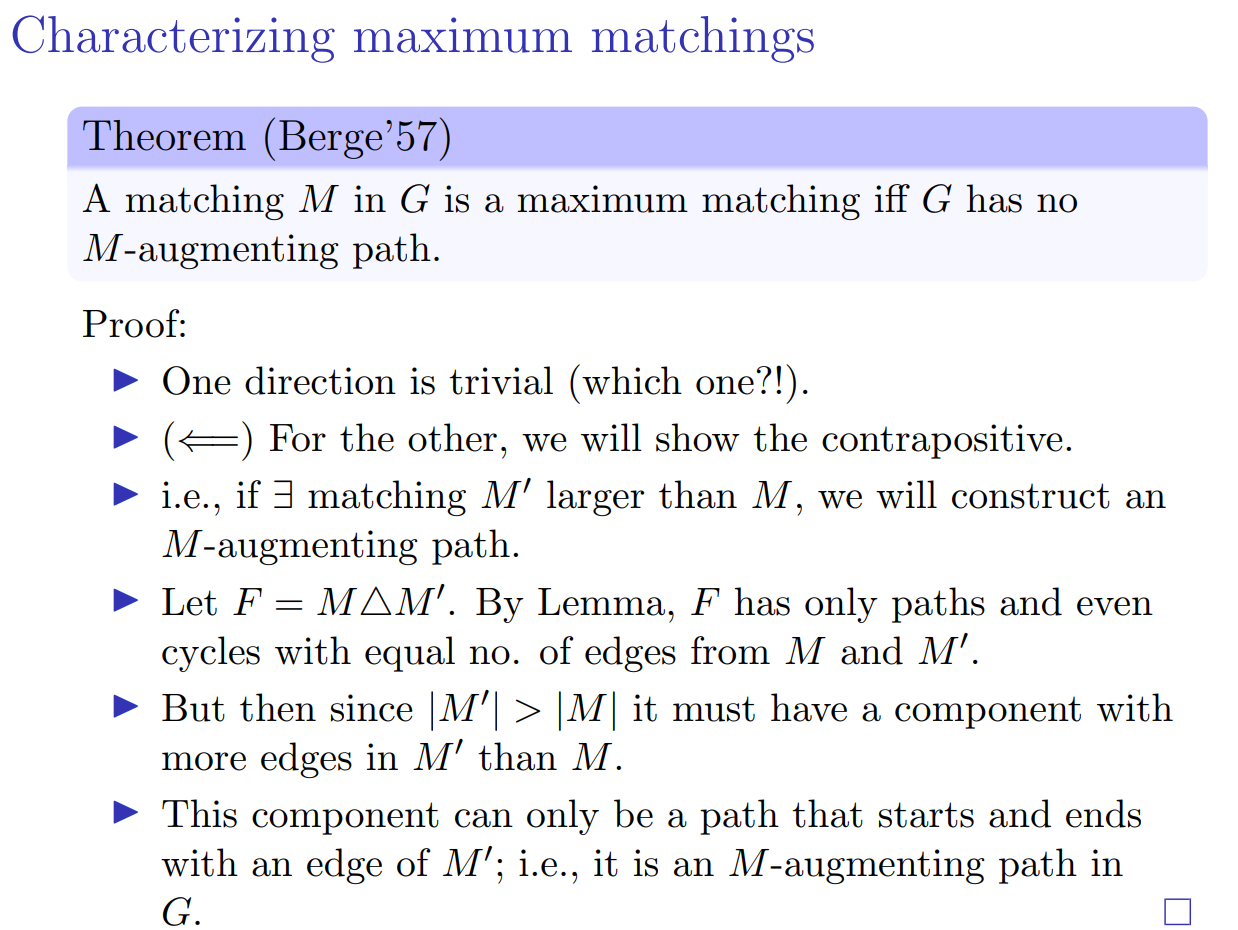 Characterizing maximum matchings
Theorem (Berge'57)
A matching M in G is a maximum matching iff G has no
M-augmenting path.
Proof:
▶ One direction is trivial (which one?!).
▶ (⟸) For the other, we will show the contrapositive.
▶ i.e., if ∃ matching M′ larger than M, we will construct an
M-augmenting path.
▶ Let F = M△M′. By Lemma, F has only paths and even
cycles with equal no. of edges from M and M′.
▶ But then since |M′| > |M| it must have a component with
more edges in M′ than M.
▶ This component can only be a path that starts and ends
with an edge of M′; i.e., it is an M-augmenting path in
G. □